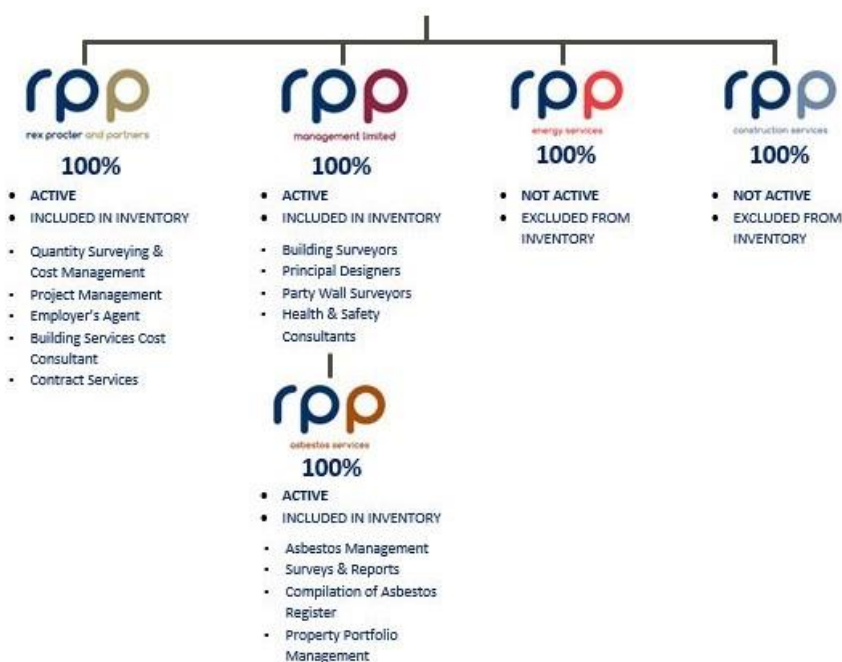 rpp
rex procter and partners
100%
• ACTIVE
• INCLUDED IN INVENTORY
• Quantity Surveying &
Cost Management
• Project Management
• Employer's Agent
• Building Services Cost
Consultant
• Contract Services
rpp
management limited
100%
• ACTIVE
• INCLUDED IN INVENTORY
• Building Surveyors
• Principal Designers
• Party Wall Surveyors
• Health & Safety
Consultants
rpp
asbestos services
100%
• ACTIVE
• INCLUDED IN INVENTORY
• Asbestos Management
• Surveys & Reports
• Compilation of Asbestos
Register
• Property Portfolio
Management
rpp
energy services
100%
• NOT ACTIVE
• EXCLUDED FROM
INVENTORY
rpp
construction services
100%
• NOT ACTIVE
• EXCLUDED FROM
INVENTORY